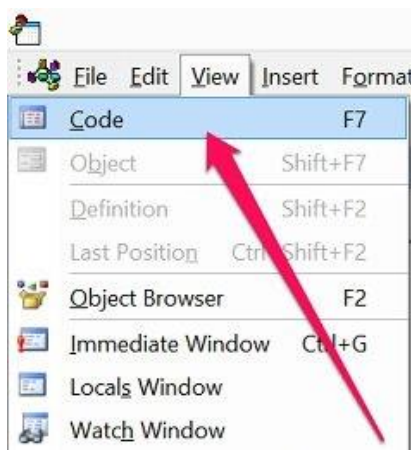 File Edit View Insert Format
Code F7
Object Shift+F7
Definition Shift+F2
Last Position Ctrl+Shift+F2
Object Browser F2
Immediate Window Ctrl+G
Locals Window
Watch Window